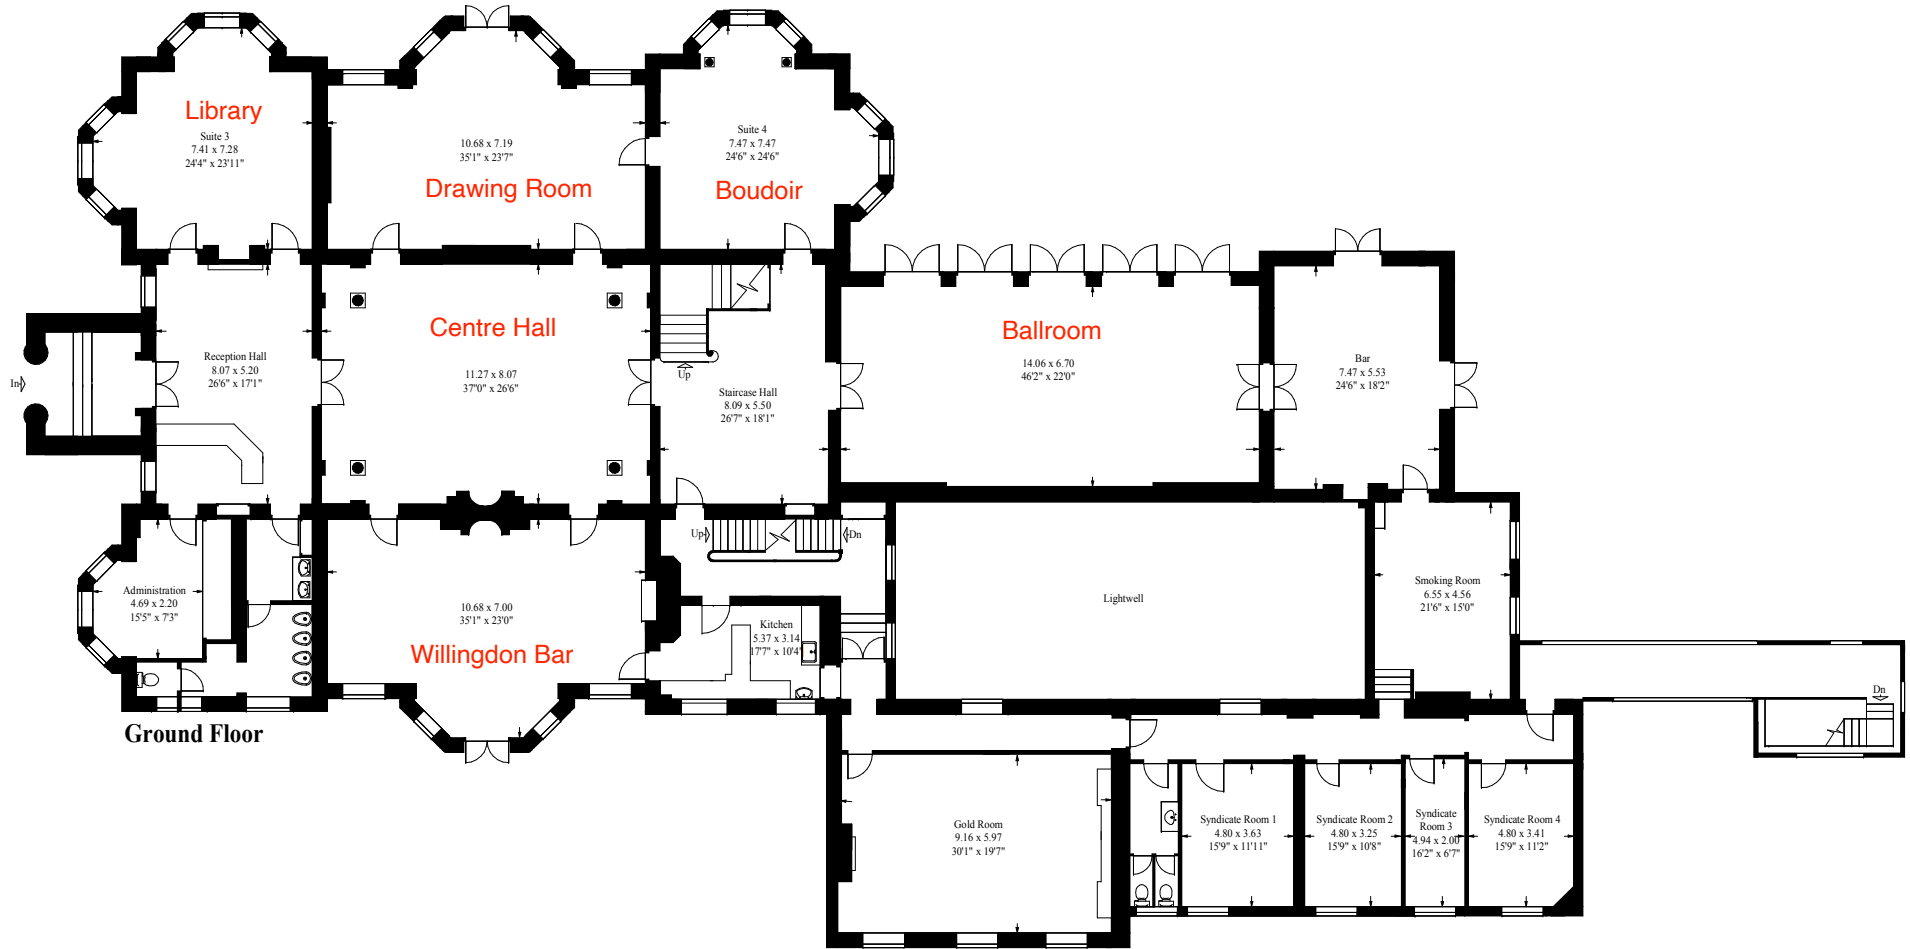 Library
Suite 3
7.41 x 7.28
24'4" x 23'11"
10.68 x 7.19
35'1" x 23'7"
Drawing Room
Suite 4
7.47 x 7.47
24'6" x 24'6"
Boudoir
In
Reception Hall
8.07 x 5.20
26'6" x 17'1"
Centre Hall
11.27 x 8.07
37'0" x 26'6"
Up
Staircase Hall
8.09 x 5.50
26'7" x 18'1"
Ballroom
14.06 x 6.70
46'2" x 22'0"
Bar
7.47 x 5.53
24'6" x 18'2"
Administration
4.69 x 2.20
15'5" x 7'3"
10.68 x 7.00
35'1" x 23'0"
Willingdon Bar
Up
Dn
Kitchen
5.37 x 3.14
17'7" x 10'4"
Lightwell
Smoking Room
6.55 x 4.56
21'6" x 15'0"
Dn
Ground Floor
Gold Room
9.16 x 5.97
30'1" x 19'7"
Syndicate Room 1
4.80 x 3.63
15'9" x 11'11"
Syndicate Room 2
4.80 x 3.25
15'9" x 10'8"
Syndicate
Room 3
4.94 x 2.00
16'2" x 6'7"
Syndicate Room 4
4.80 x 3.41
15'9" x 11'2"